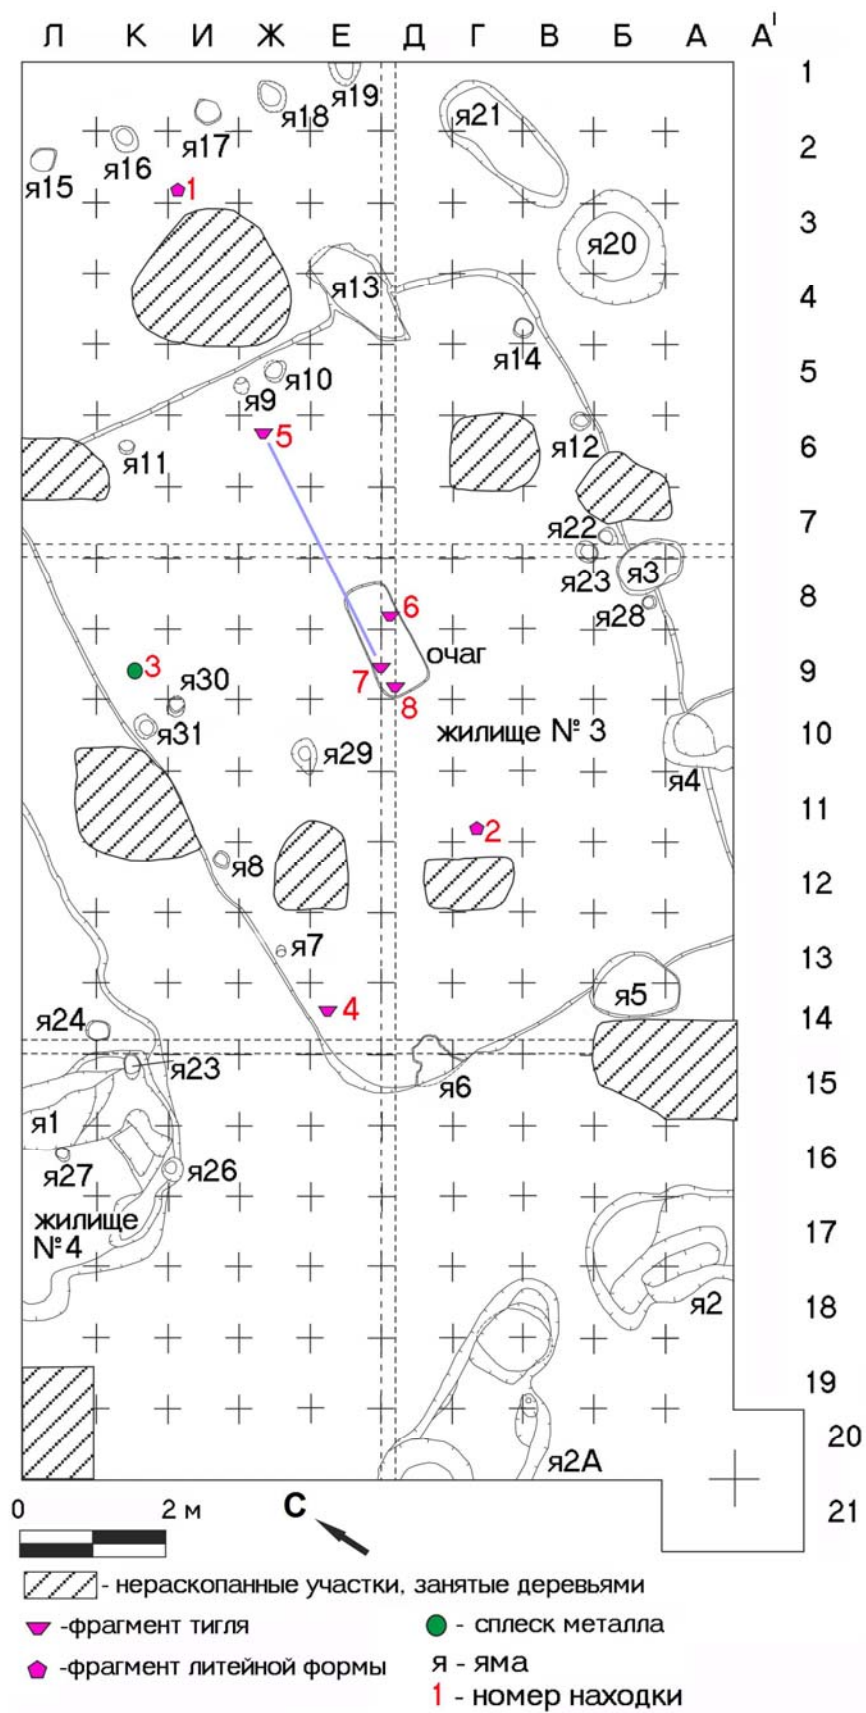 Л К И Ж Е Д Г В Б А А'
1
я19
я18
я21
я17
я16
2
я15
1
3
я20
я13
4
я14
5
я10
я9
я12
5
6
я11
7
я22
я23
я3
8
я28
6
очаг
3
7
9
я30
8
я31
жилище № 3
10
я29
я4
11
2
я8
12
я7
13
я5
4
14
я24
я23
15
я6
я1
16
я27
я26
жилище
№4
17
я2
18
19
20
я2А
0 2 м
С
21
- нераскопанные участки, занятые деревьями
-фрагмент тигля
- сплеск металла
-фрагмент литейной формы
я - яма
1 - номер находки